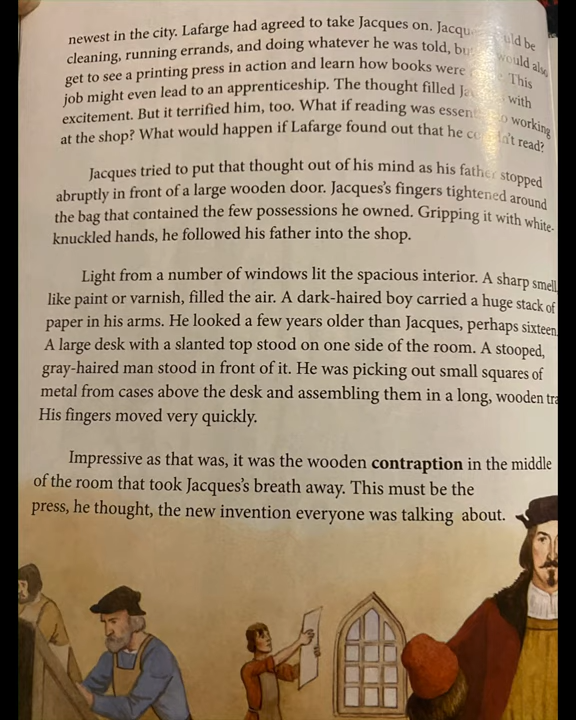 newest in the city. Lafarge had agreed to take Jacques on. be
cleaning, running errands, and doing whatever he was told, would also
get to see a printing press in action and learn how books were This
job might even lead to an apprenticeship. The thought filled with
excitement. But it terrified him, too. What if reading was working
at the shop? What would happen if Lafarge found out that he read?
Jacques tried to put that thought out of his mind as his father stopped
abruptly in front of a large wooden door. Jacques's fingers tightened around
the bag that contained the few possessions he owned. Gripping it with white-
knuckled hands, he followed his father into the shop.
Light from a number of windows lit the spacious interior. A sharp smell
like paint or varnish, filled the air. A dark-haired boy carried a huge stack of
paper in his arms. He looked a few years older than Jacques, perhaps sixteen.
A large desk with a slanted top stood on one side of the room. A stooped,
gray-haired man stood in front of it. He was picking out small squares of
metal from cases above the desk and assembling them in a long, wooden
His fingers moved very quickly.
Impressive as that was, it was the wooden contraption in the middle
of the room that took Jacques's breath away. This must be the
press, he thought, the new invention everyone was talking about.